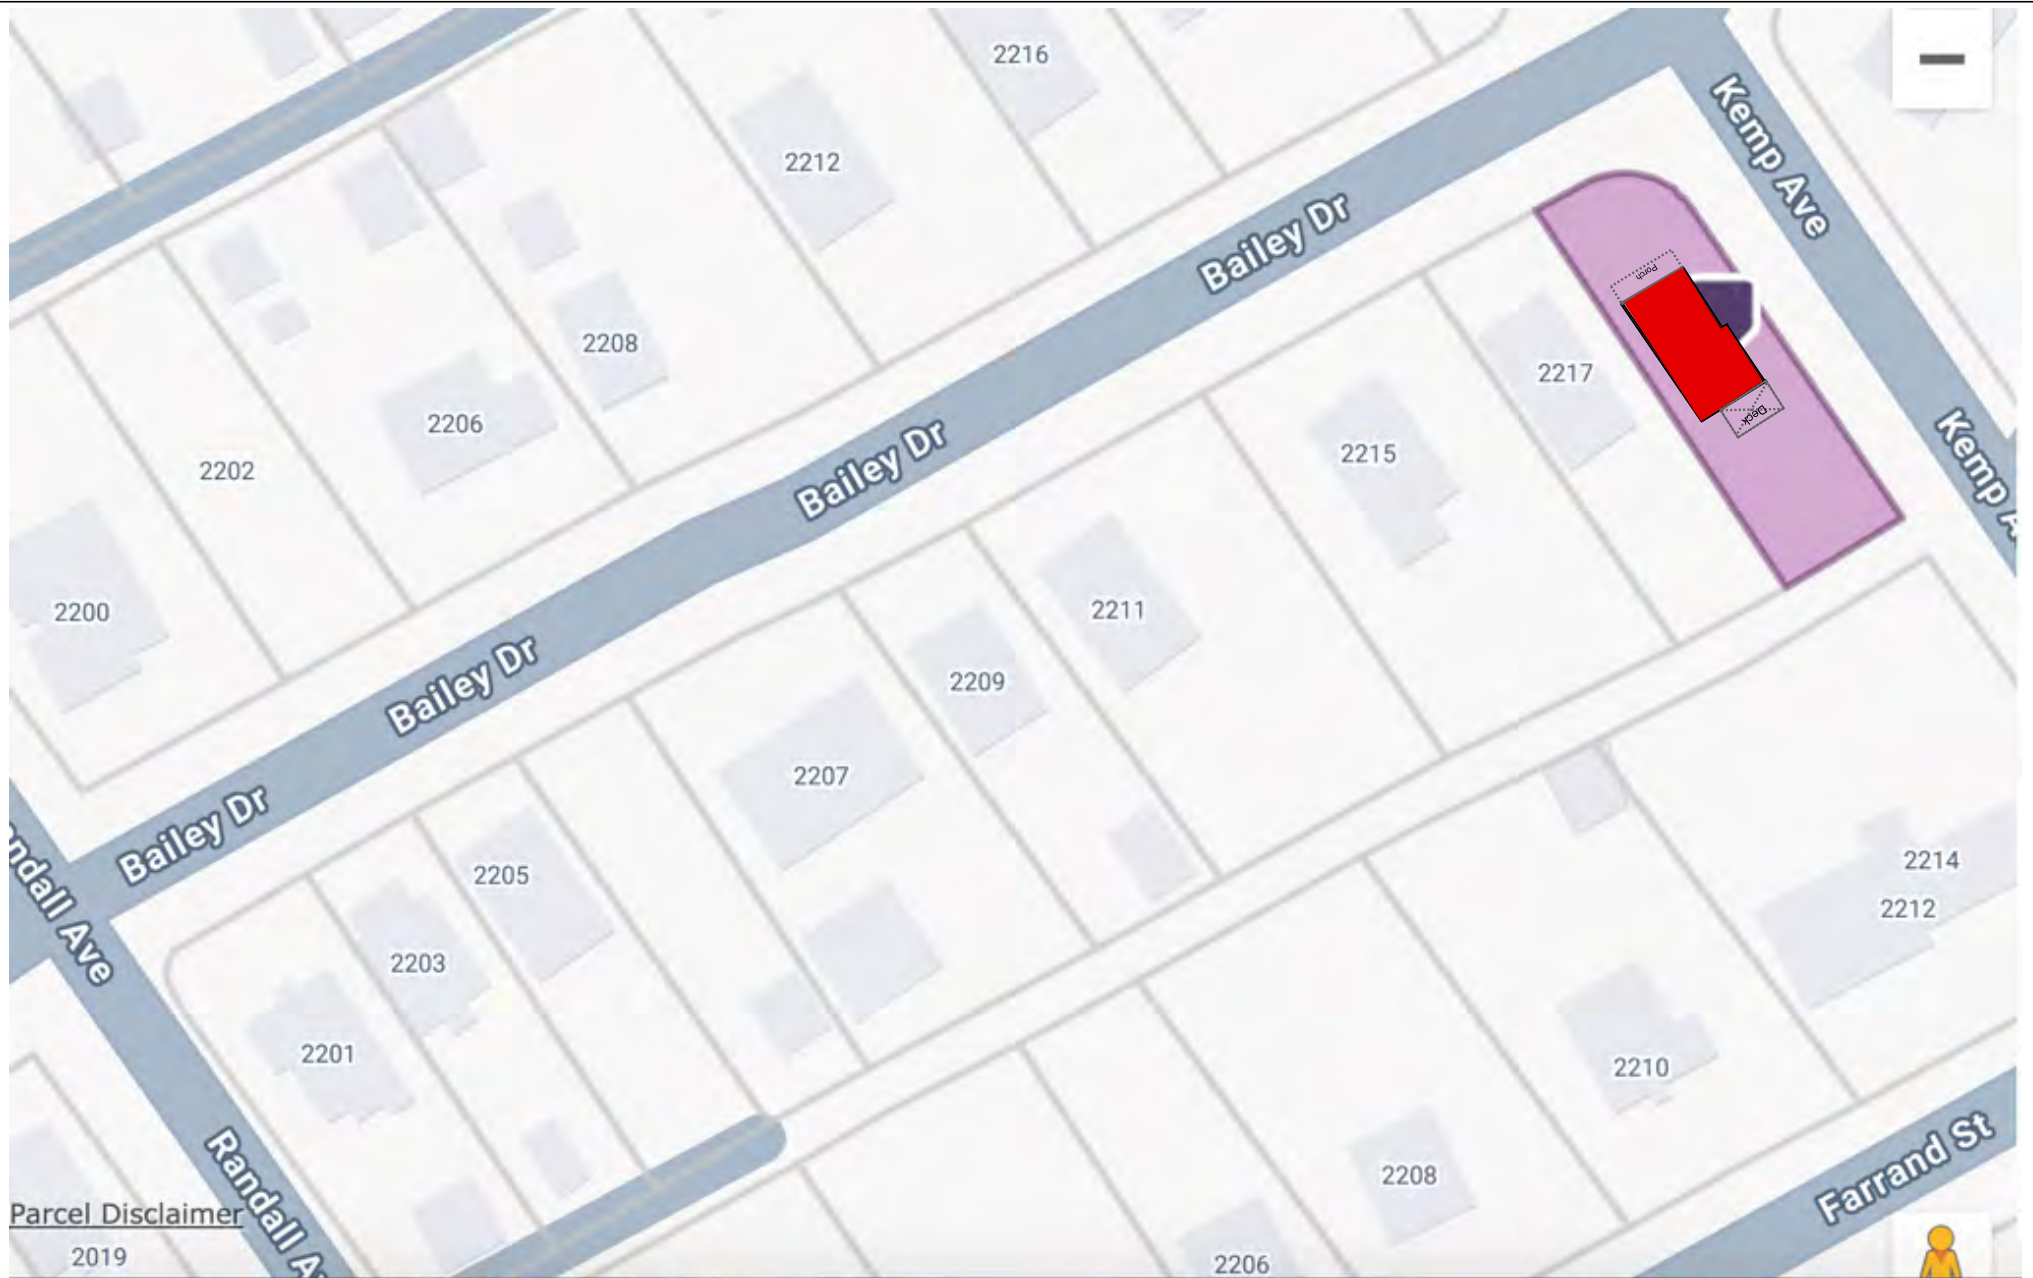 2216
Kemp Ave
2212
Bailey Dr
Porch
2208
2217
2206
Deck
Bailey Dr
2215
2202
Kemp A
2200
2211
Bailey Dr
2209
2207
Bailey Dr
2205
2214
2212
ndall Ave
2203
2201
2210
Randall Av
Farrand St
2208
Parcel Disclaimer
2019
2206